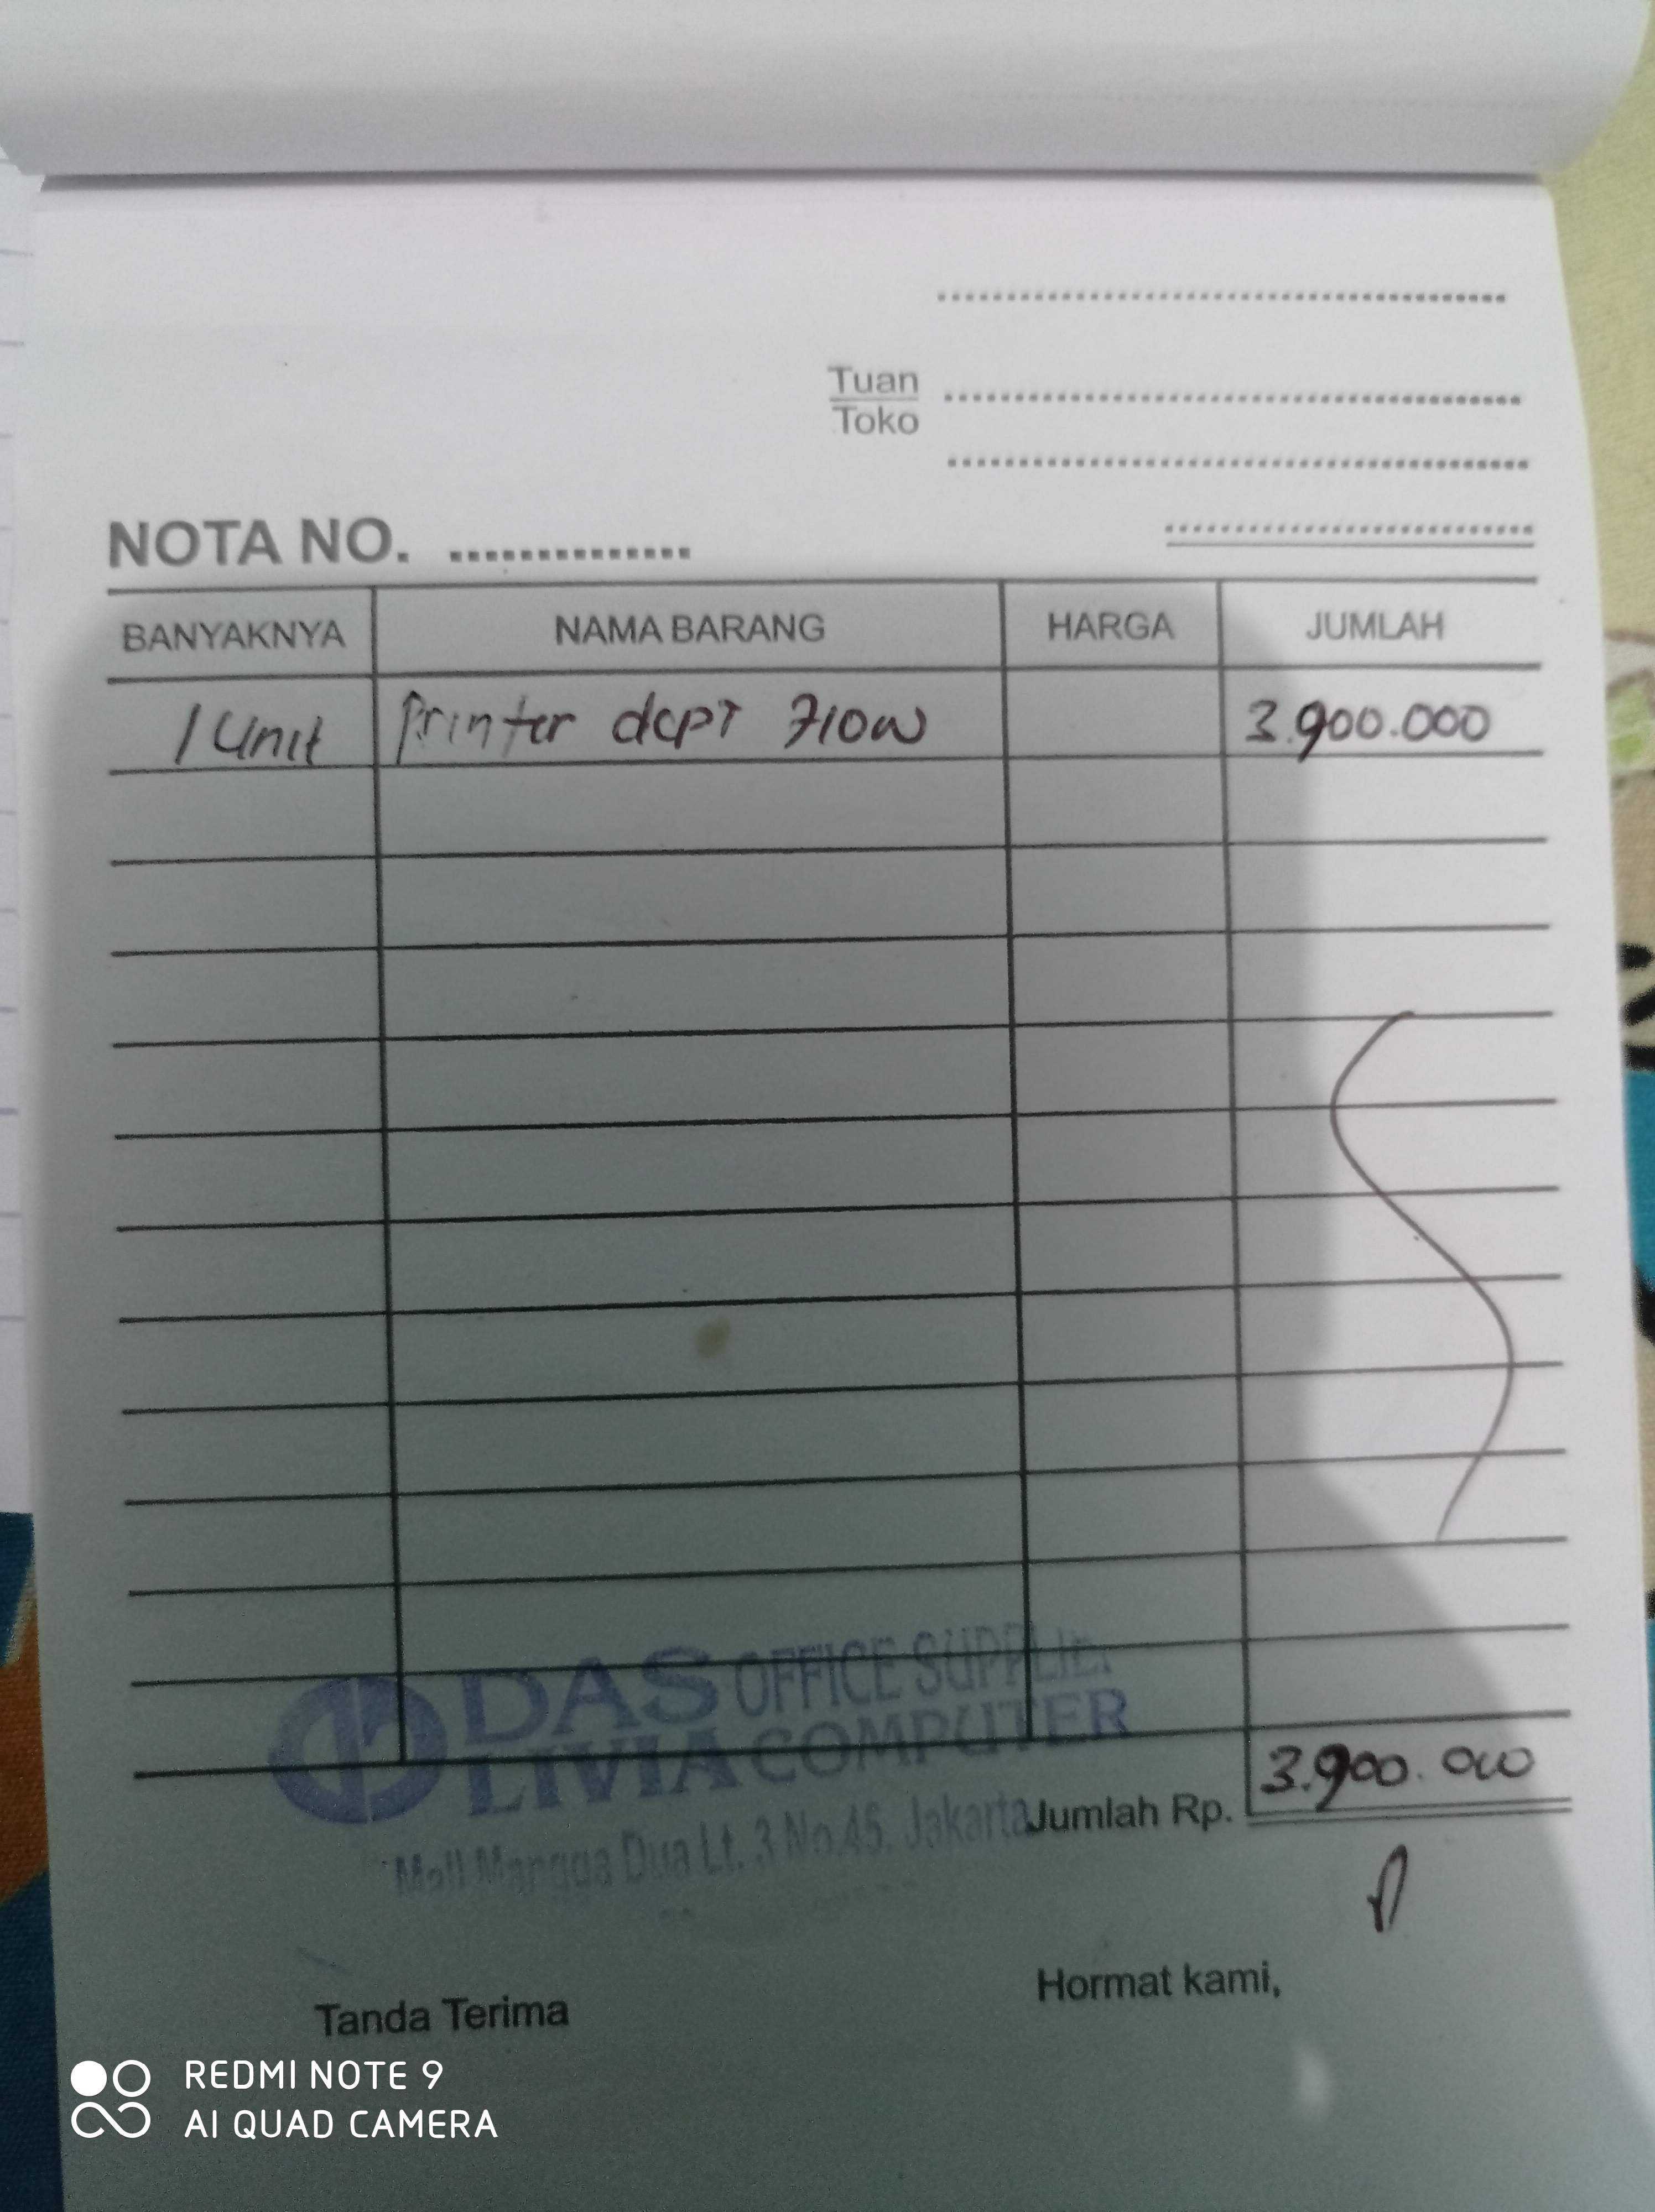 Tuan
Toko
NOTA NO. ..............
BANYAKNYA NAMA BARANG HARGA JUMLAH
1 Unit Printer dcpT 710w 3.900.000
DAS OFFICE
LIVIA COMPUTER
Mall Mangga Dua Lt. 3 No.45. Jakarta
Jumlah Rp. 3.900.000
Hormat kami,
Tanda Terima
REDMI NOTE 9
AI QUAD CAMERA